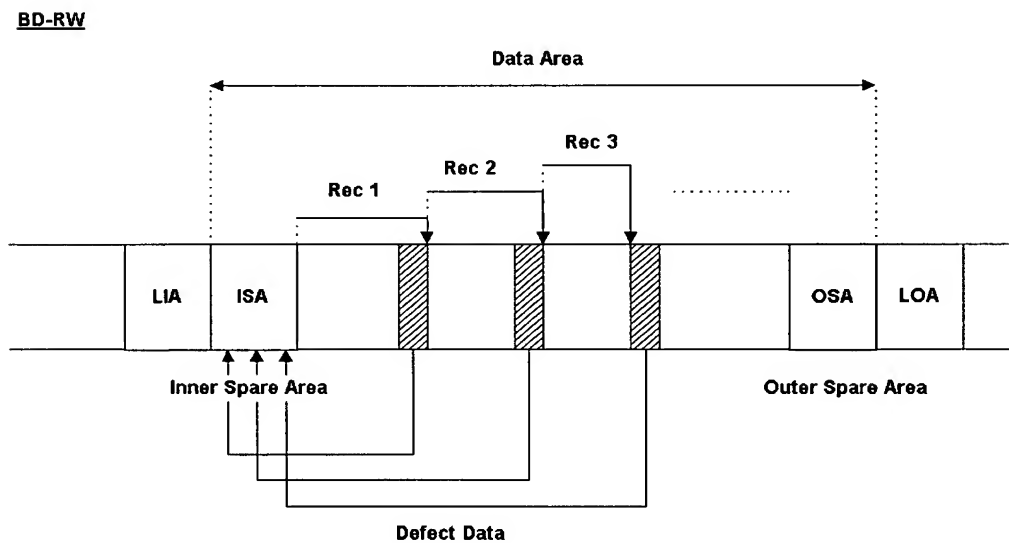 BD-RW
Data Area
Rec 3
Rec 2
Rec 1
LIA
ISA
OSA
LOA
Inner Spare Area
Outer Spare Area
Defect Data